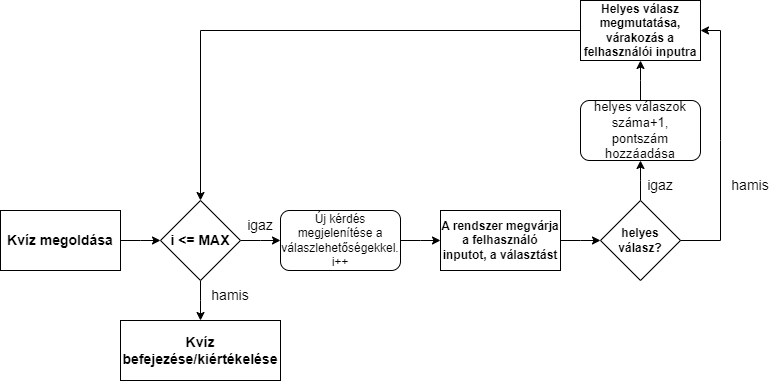 Helyes válasz
megmutatása,
várakozás a
felhasználói inputra
helyes válaszok
száma+1,
pontszám
hozzáadása
igaz
hamis
Kvíz megoldása
i <= MAX
igaz
Új kérdés
megjelenítése a
válaszlehetőségekkel.
i++
A rendszer megvárja
a felhasználó
inputot, a választást
helyes
válasz?
hamis
Kvíz
befejezése/kiértékelése